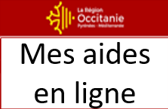 La Région
Occitanie
Pyrénées - Méditerranée
Mes aides
en ligne